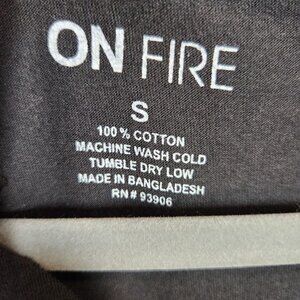 ON FIRE
S
100% COTTON
MACHINE WASH COLD
TUMBLE DRY LOW
MADE IN BANGLADESH
RN# 93906